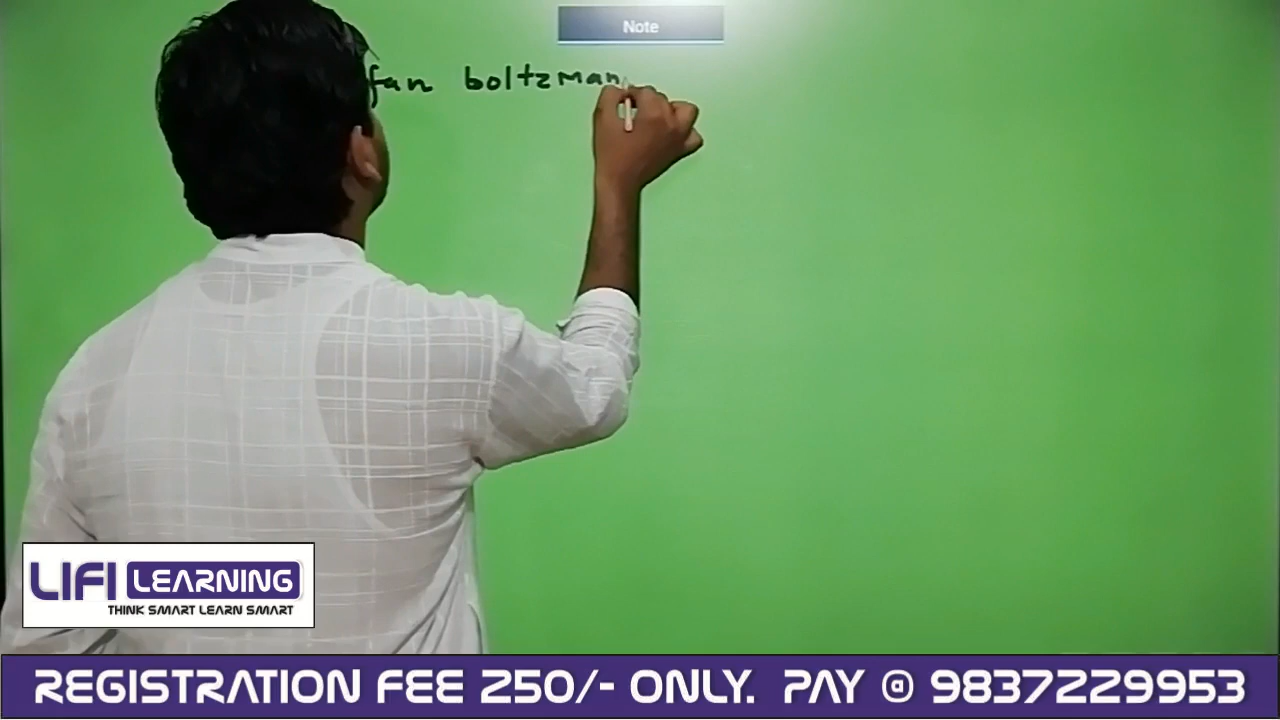 Note
fan boltzman
LIFI LEARNING
THINK SMART LEARN SMART
REGISTRATION FEE 250/- ONLY. PAY @ 9837229953